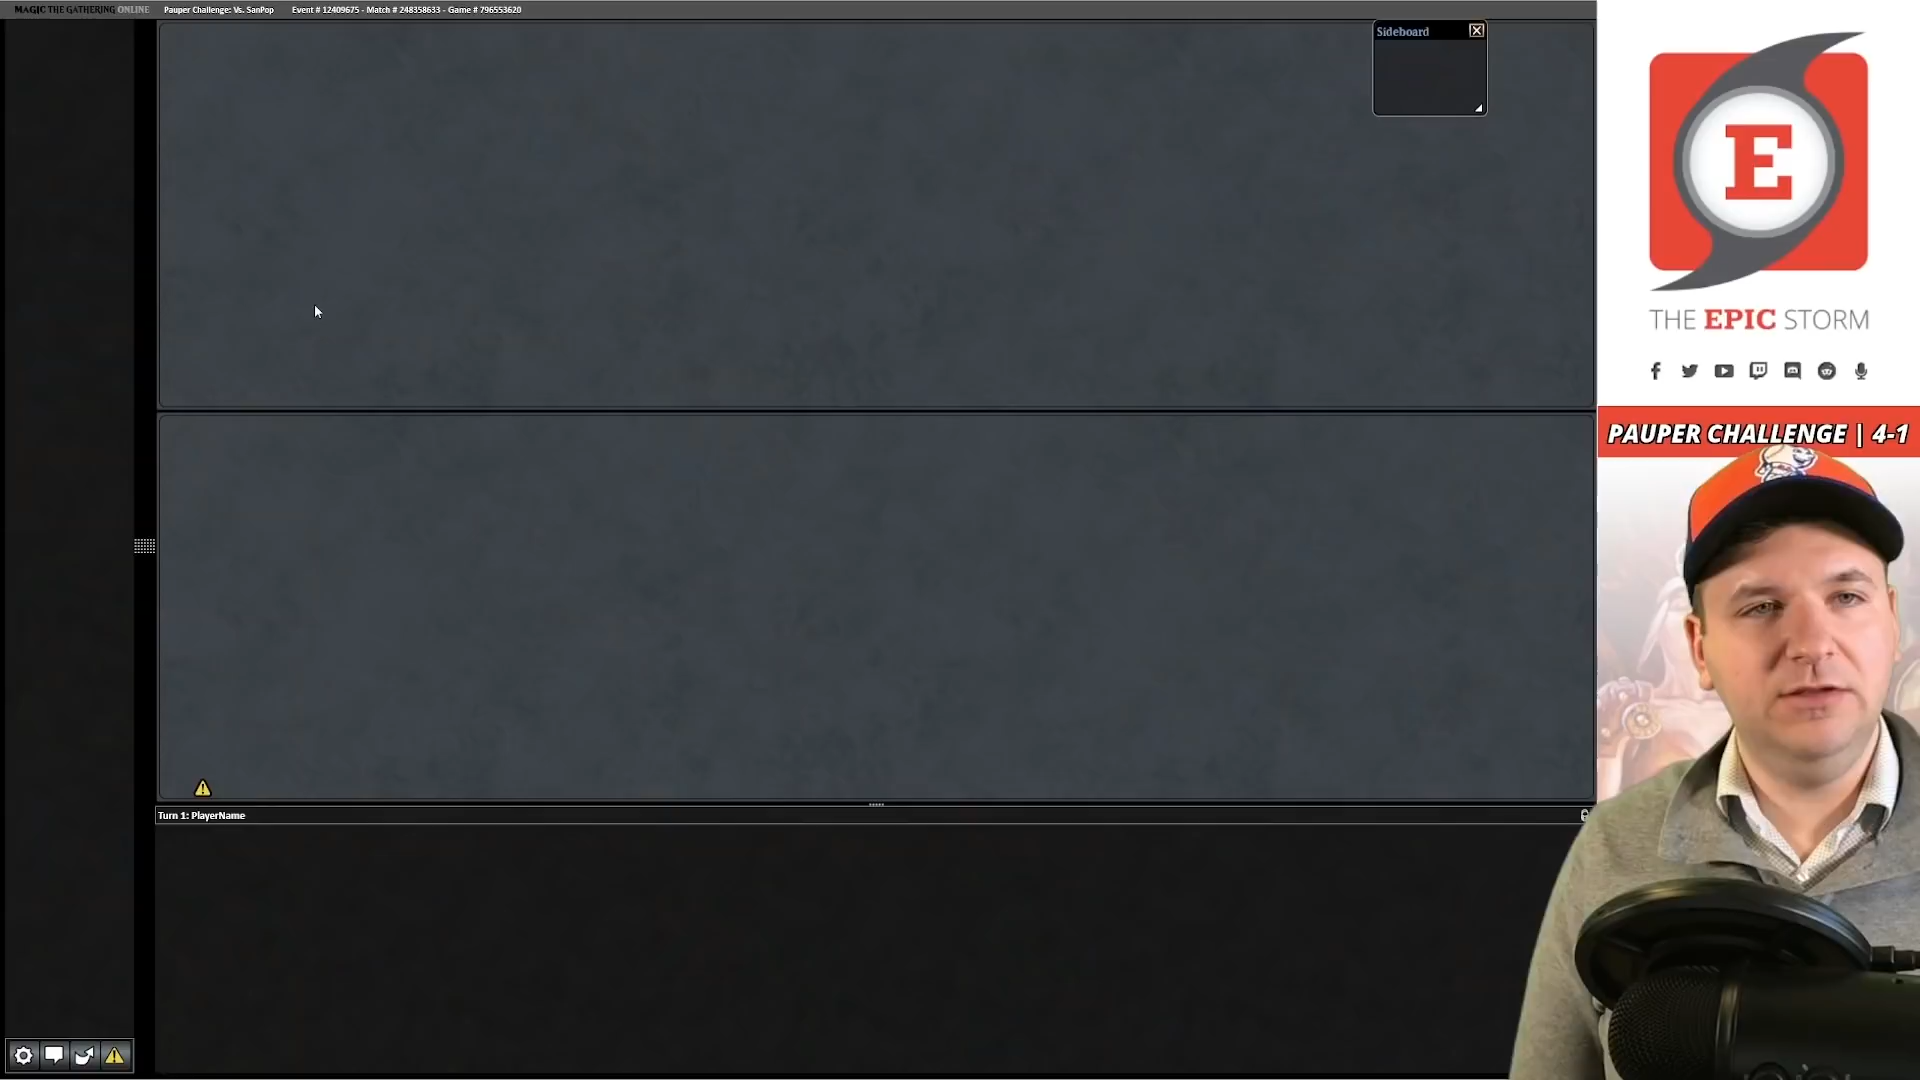 MAGIC THE GATHERING ONLINE
Pauper Challenge: Vs. SanPop
Event # 12409675 - Match # 248358633 - Game # 796553620
Sideboard
E
THE EPIC STORM
PAUPER CHALLENGE | 4-1
Turn 1: PlayerName